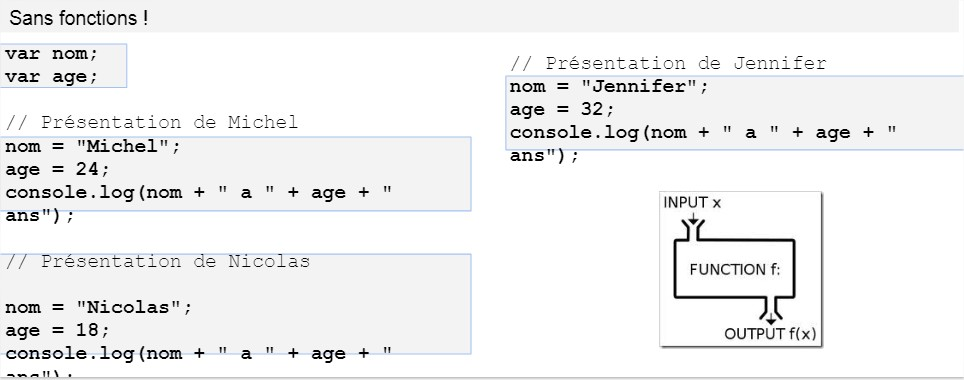 Sans fonctions !
var nom;
var age;
// Présentation de Michel
nom = "Michel";
age = 24;
console.log(nom + " a " + age + "
ans");
// Présentation de Nicolas
nom = "Nicolas";
age = 18;
console.log(nom + " a " + age + "
ans");
// Présentation de Jennifer
nom = "Jennifer";
age = 32;
console.log(nom + " a " + age + "
ans");
INPUT x
FUNCTION f:
OUTPUT f(x)